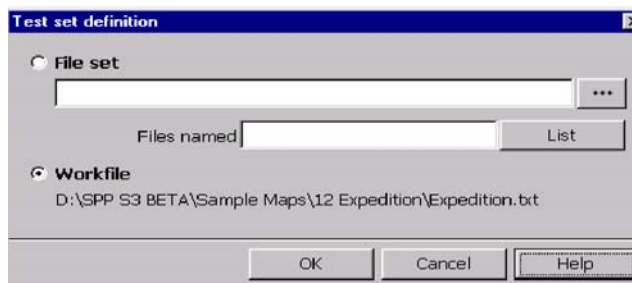 Test set definition
File set
...
Files named
List
Workfile
D:\SPP S3 BETA\Sample Maps\12 Expedition\Expedition.txt
OK
Cancel
Help